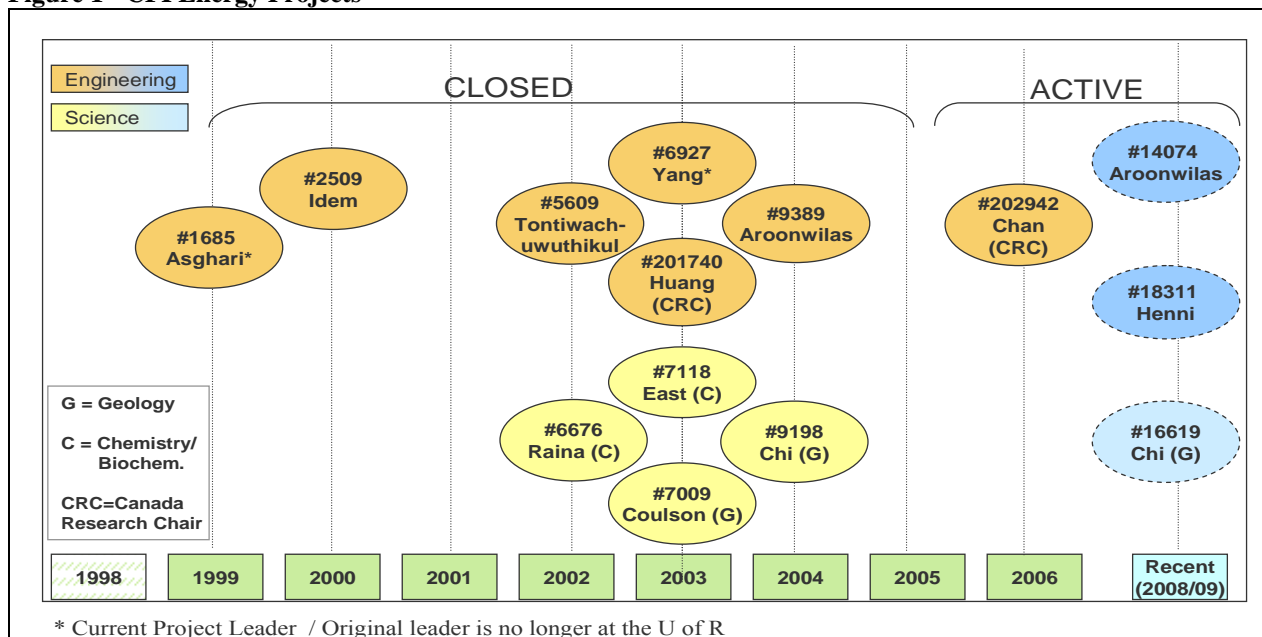 Figure 1 - CFI Energy Projects
Engineering
Science
CLOSED
ACTIVE
#1685
Asghari*
#2509
Idem
#5609
Tontiwach-
uwuthikul
#6927
Yang*
#201740
Huang
(CRC)
#9389
Aroonwilas
#202942
Chan
(CRC)
#14074
Aroonwilas
#18311
Henni
#6676
Raina (C)
#7118
East (C)
#7009
Coulson (G)
#9198
Chi (G)
#16619
Chi (G)
G = Geology
C = Chemistry/
Biochem.
CRC=Canada
Research Chair
1998
1999
2000
2001
2002
2003
2004
2005
2006
Recent
(2008/09)
* Current Project Leader / Original leader is no longer at the U of R